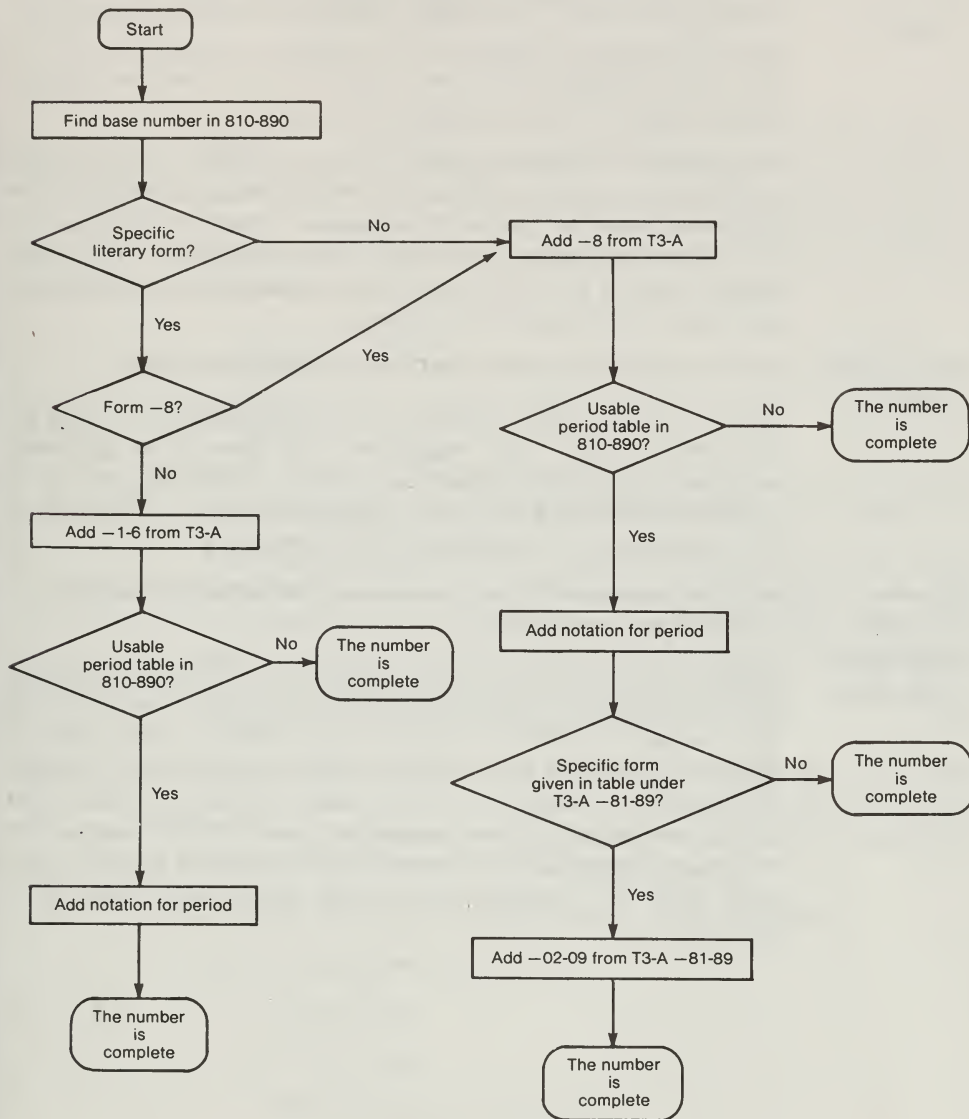 Start
Find base number in 810-890
Specific
literary form?
No
Add —8 from T3-A
Yes
Yes
Form —8?
No
Usable
period table in
810-890?
No
The number
is
complete
Add —1-6 from T3-A
Yes
Usable
period table in
810-890?
No
The number
is
complete
Add notation for period
Yes
Specific form
given in table under
T3-A —81-89?
No
The number
is
complete
Add notation for period
Yes
Add —02-09 from T3-A —81-89
The number
is
complete
The number
is
complete